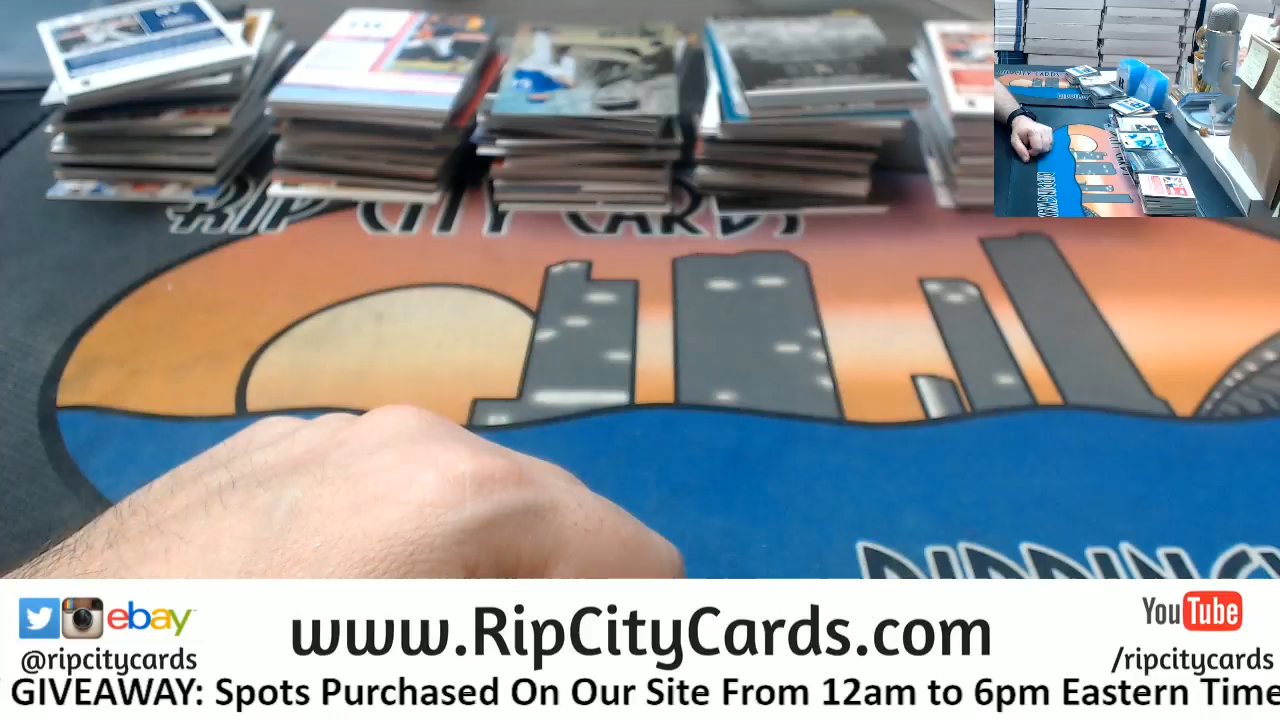 RIP CITY CARDS
www.RipCityCards.com
ebay
@ripcitycards
YouTube
/ripcitycards
GIVEAWAY: Spots Purchased On Our Site From 12am to 6pm Eastern Time